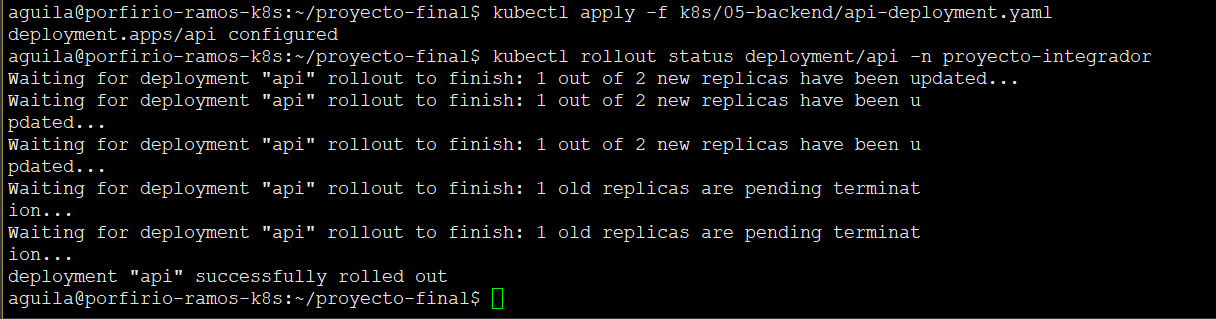 aguila@porfirio-ramos-k8s:~/proyecto-final$ kubectl apply -f k8s/05-backend/api-deployment.yaml
deployment.apps/api configured
aguila@porfirio-ramos-k8s:~/proyecto-final$ kubectl rollout status deployment/api -n proyecto-integrador
Waiting for deployment "api" rollout to finish: 1 out of 2 new replicas have been updated...
Waiting for deployment "api" rollout to finish: 1 out of 2 new replicas have been u
pdated...
Waiting for deployment "api" rollout to finish: 1 out of 2 new replicas have been u
pdated...
Waiting for deployment "api" rollout to finish: 1 old replicas are pending terminat
ion...
Waiting for deployment "api" rollout to finish: 1 old replicas are pending terminat
ion...
deployment "api" successfully rolled out
aguila@porfirio-ramos-k8s:~/proyecto-final$